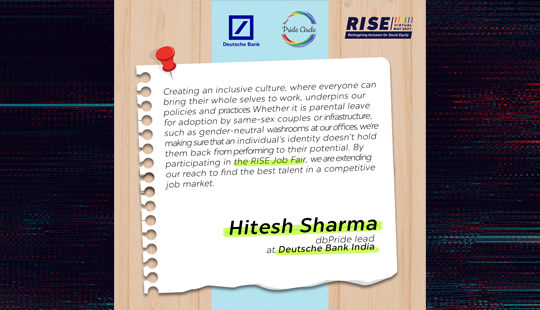 Deutsche Bank
Pride Circle
RISE VIRTUAL MAY 2021
Reimagining Inclusion for Social Equity
Creating an inclusive culture, where everyone can
bring their whole selves to work, underpins our
policies and practices. Whether it is parental leave
for adoption by same-sex couples or infrastructure,
such as gender-neutral washrooms at our offices, we're
making sure that an individual's identity doesn't hold
them back from performing to their potential. By
participating in the RISE Job Fair, we are extending
our reach to find the best talent in a competitive
job market.
Hitesh Sharma
dbPride lead
at Deutsche Bank India